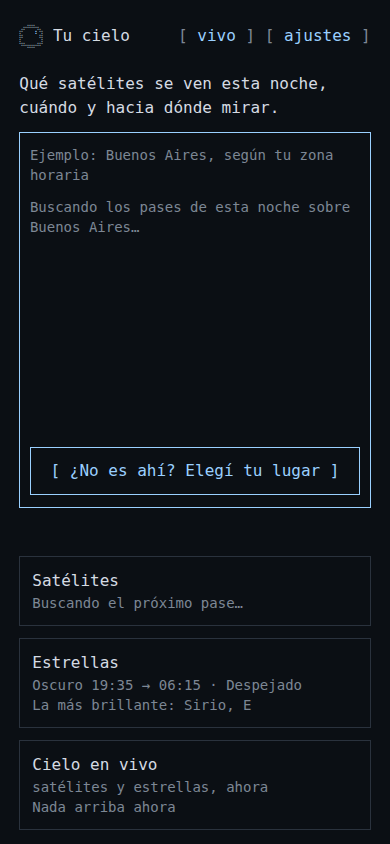 Tu cielo [ vivo ] [ ajustes ]
Qué satélites se ven esta noche,
cuándo y hacia dónde mirar.
Ejemplo: Buenos Aires, según tu zona
horaria
Buscando los pases de esta noche sobre
Buenos Aires…
[ ¿No es ahí? Elegí tu lugar ]
Satélites
Buscando el próximo pase…
Estrellas
Oscuro 19:35 → 06:15 · Despejado
La más brillante: Sirio, E
Cielo en vivo
satélites y estrellas, ahora
Nada arriba ahora